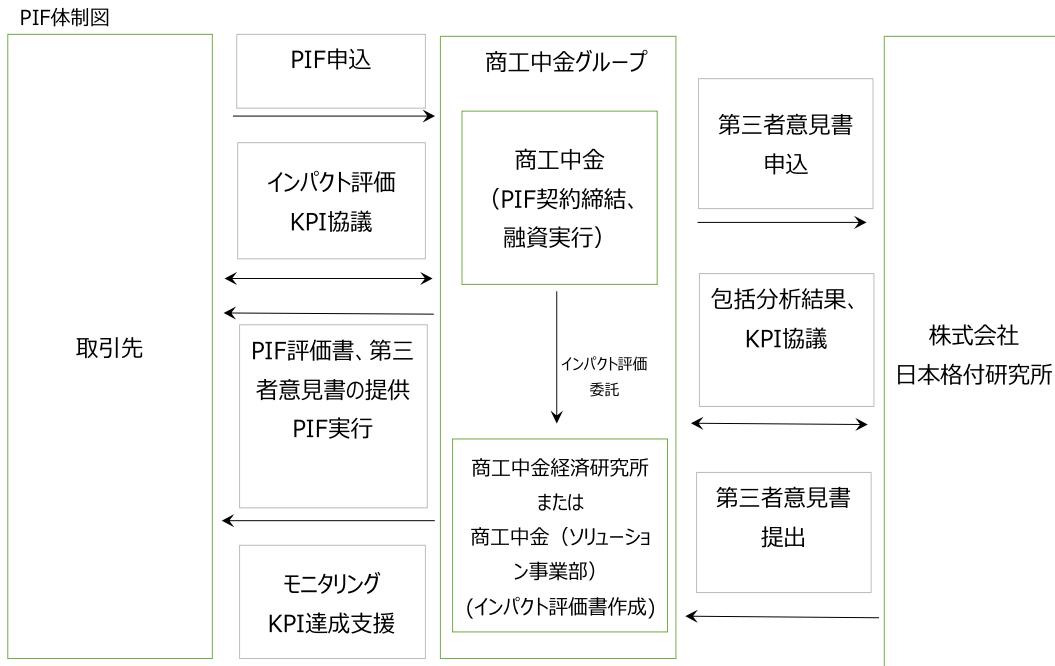 PIF体制図
取引先
PIF申込
インパクト評価
KPI協議
PIF評価書、第三
者意見書の提供
PIF実行
モニタリング
KPI達成支援
商工中金グループ
商工中金
（PIF契約締結、
融資実行）
インパクト評価
委託
商工中金経済研究所
または
商工中金（ソリューショ
ン事業部）
(インパクト評価書作成)
第三者意見書
申込
包括分析結果、
KPI協議
第三者意見書
提出
株式会社
日本格付研究所